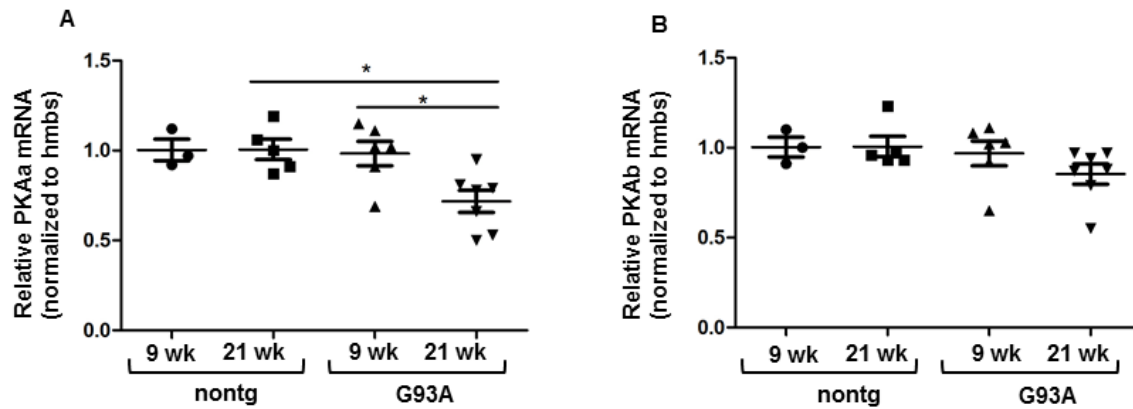 A
Relative PKAa mRNA
(normalized to hmbs)
1.5
1.0
0.5
0.0
*
*
9 wk 21 wk 9 wk 21 wk
nontg G93A
B
Relative PKAb mRNA
(normalized to hmbs)
1.5
1.0
0.5
0.0
9 wk 21 wk 9 wk 21 wk
nontg G93A